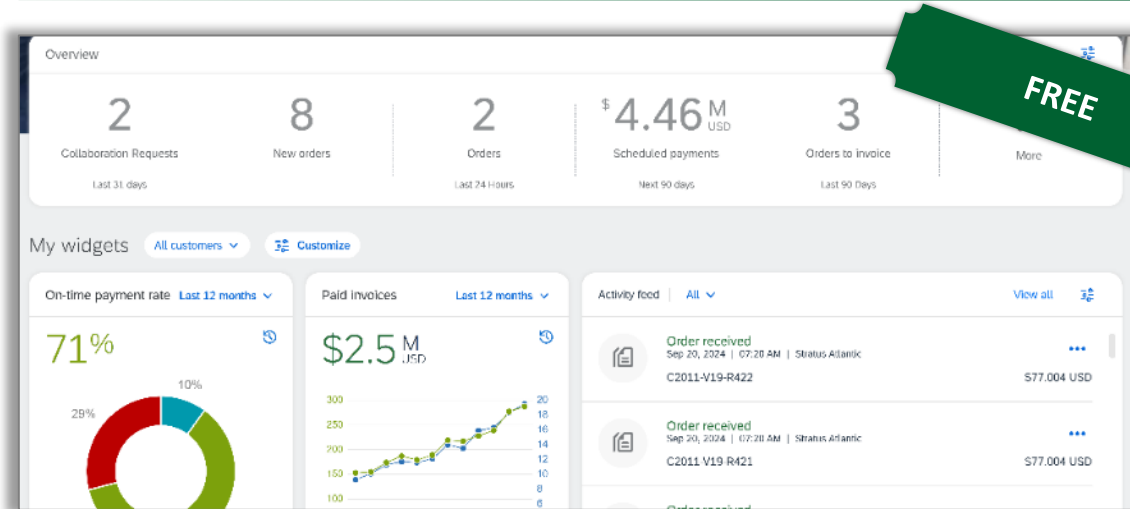 Overview
FREE
2
8
2
$ 4.46 M USD
3
Collaboration Requests
New orders
Orders
Scheduled payments
Orders to invoice
More
Last 31 days
Last 24 Hours
Next 90 days
Last 90 Days
My widgets
All customers
Customize
On-time payment rate
Last 12 months
71%
10%
29%
Paid invoices
Last 12 months
$2.5 M USD
300
250
200
150
100
20
18
16
14
12
10
8
6
Activity feed
All
View all
Order received
Sep 20, 2024 | 07:20 AM | Stratus Atlantic
C2011-V19-R422
$77.004 USD
Order received
Sep 20, 2024 | 07:20 AM | Stratus Atlantic
C2011-V19-R421
$77.004 USD
Order received